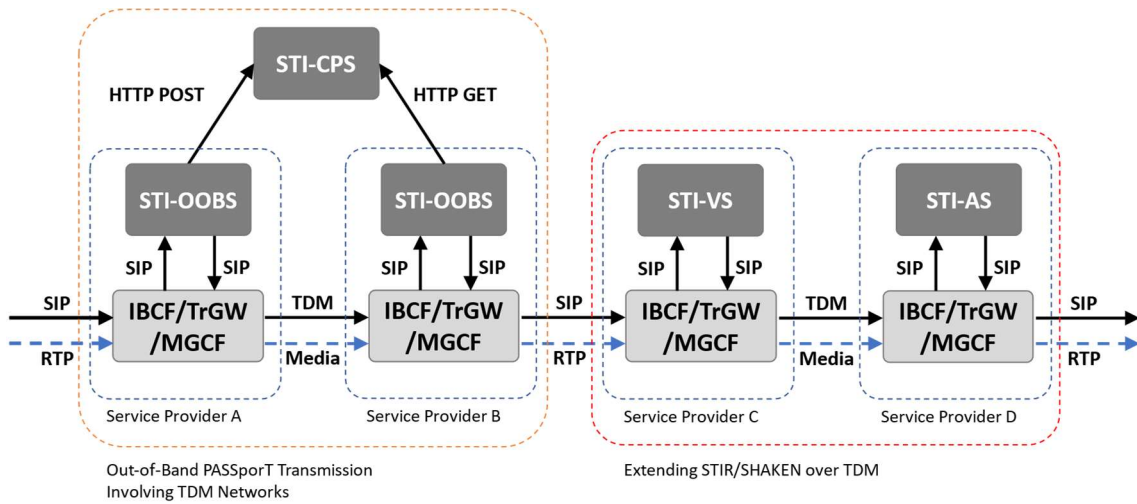 STI-CPS
HTTP POST
HTTP GET
STI-OOBS
STI-OOBS
STI-VS
STI-AS
SIP
SIP
SIP
SIP
SIP
SIP
SIP
SIP
SIP
IBCF/TrGW
/MGCF
TDM
IBCF/TrGW
/MGCF
SIP
IBCF/TrGW
/MGCF
TDM
IBCF/TrGW
/MGCF
SIP
RTP
Media
RTP
Media
RTP
Service Provider A
Service Provider B
Service Provider C
Service Provider D
Out-of-Band PASSporT Transmission
Involving TDM Networks
Extending STIR/SHAKEN over TDM